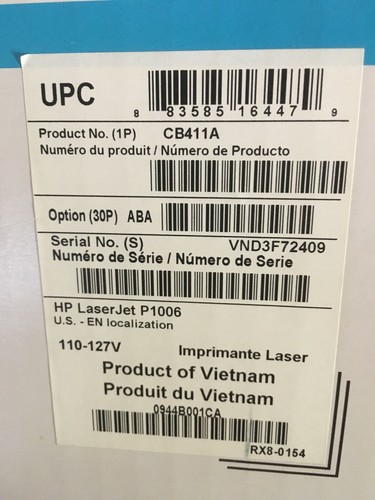 UPC
8 83585 16447 9
Product No. (1P) CB411A
Numéro du produit / Número de Producto
Option (30P) ABA
Serial No. (S) VND3F72409
Numéro de Série / Número de Serie
HP LaserJet P1006
U.S. - EN localization
110-127V Imprimante Laser
Product of Vietnam
Produit du Vietnam
0944B001CA
RX8-0154